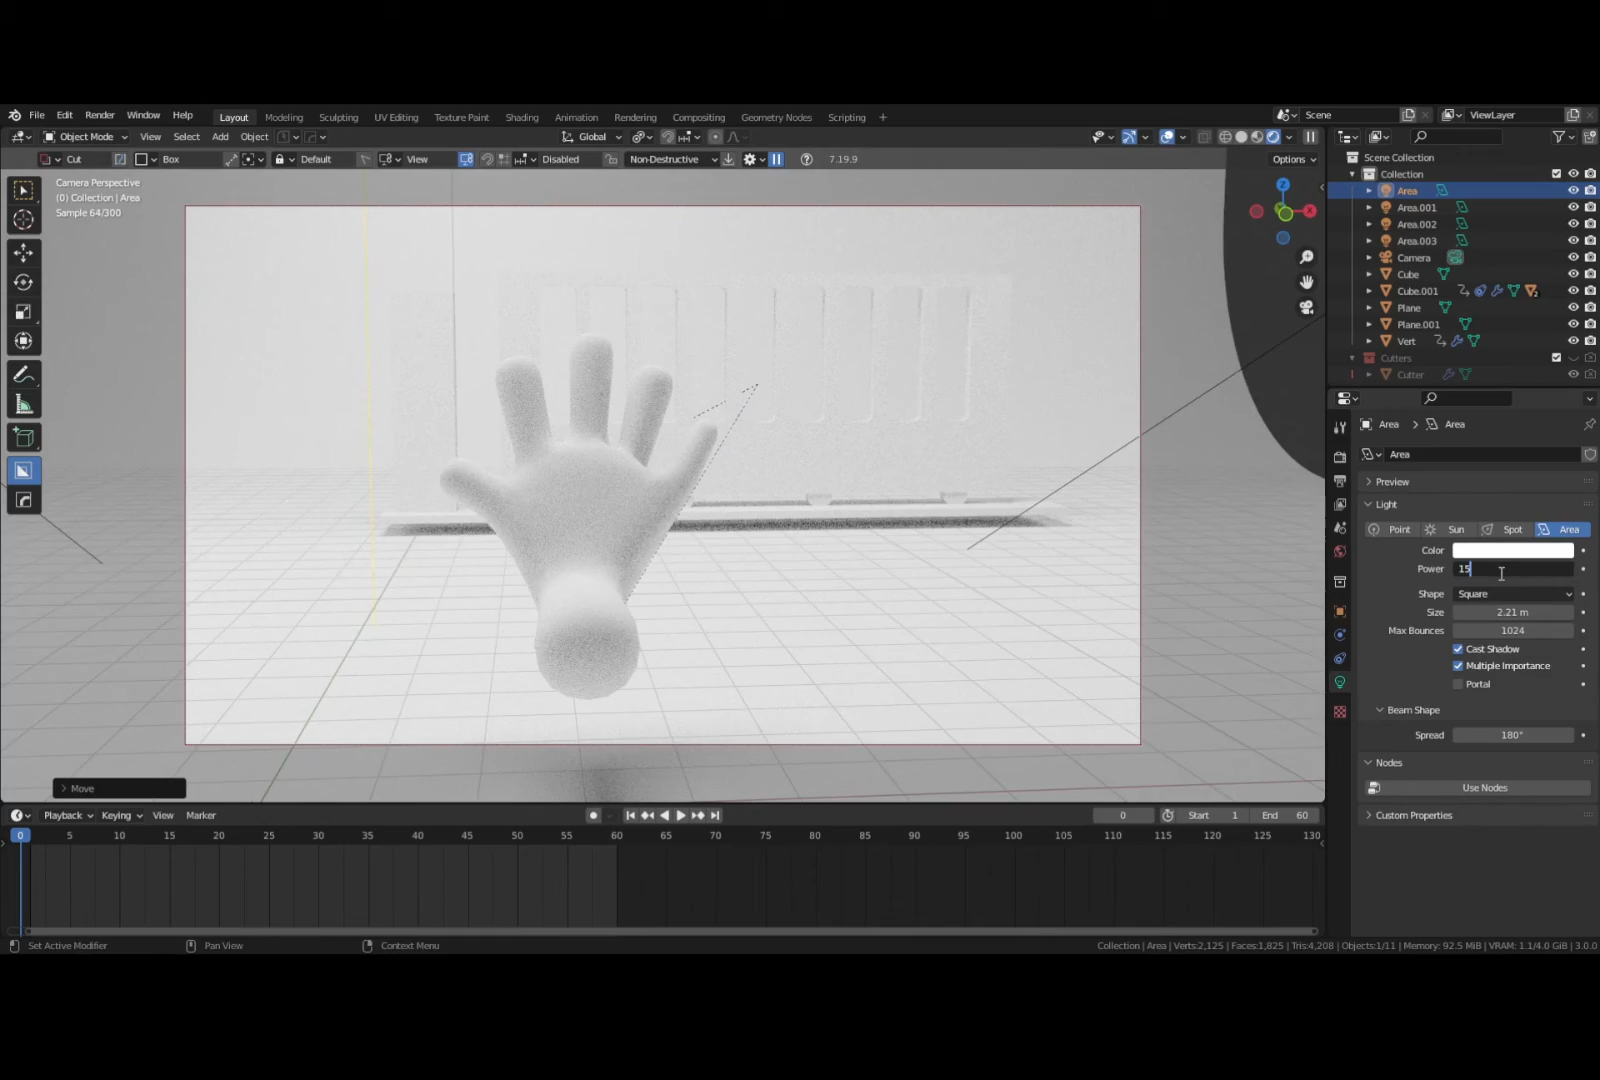 File Edit Render Window Help Layout Modeling Sculpting UV Editing Texture Paint Shading Animation Rendering Compositing Geometry Nodes Scripting + Scene ViewLayer
Object Mode View Select Add Object Global
Cut Box Default View Disabled Non-Destructive 7.19.9 Options
Camera Perspective
(0) Collection | Area
Sample 64/300
Z
X
Move
Scene Collection
Collection
Area
Area.001
Area.002
Area.003
Camera
Cube
Cube.001 2
Plane
Plane.001
Vert
Cutters
Cutter
Area > Area
Area
Preview
Light
Point Sun Spot Area
Color
Power 15
Shape Square
Size 2.21 m
Max Bounces 1024
Cast Shadow
Multiple Importance
Portal
Beam Shape
Spread 180°
Nodes
Use Nodes
Custom Properties
Playback Keying View Marker 0 Start 1 End 60
0 5 10 15 20 25 30 35 40 45 50 55 60 65 70 75 80 85 90 95 100 105 110 115 120 125 130
Set Active Modifier Pan View Context Menu Collection | Area | Verts:2,125 | Faces:1,825 | Tris:4,208 | Objects:1/11 | Memory: 92.5 MiB | VRAM: 1.1/4.0 GiB | 3.0.0